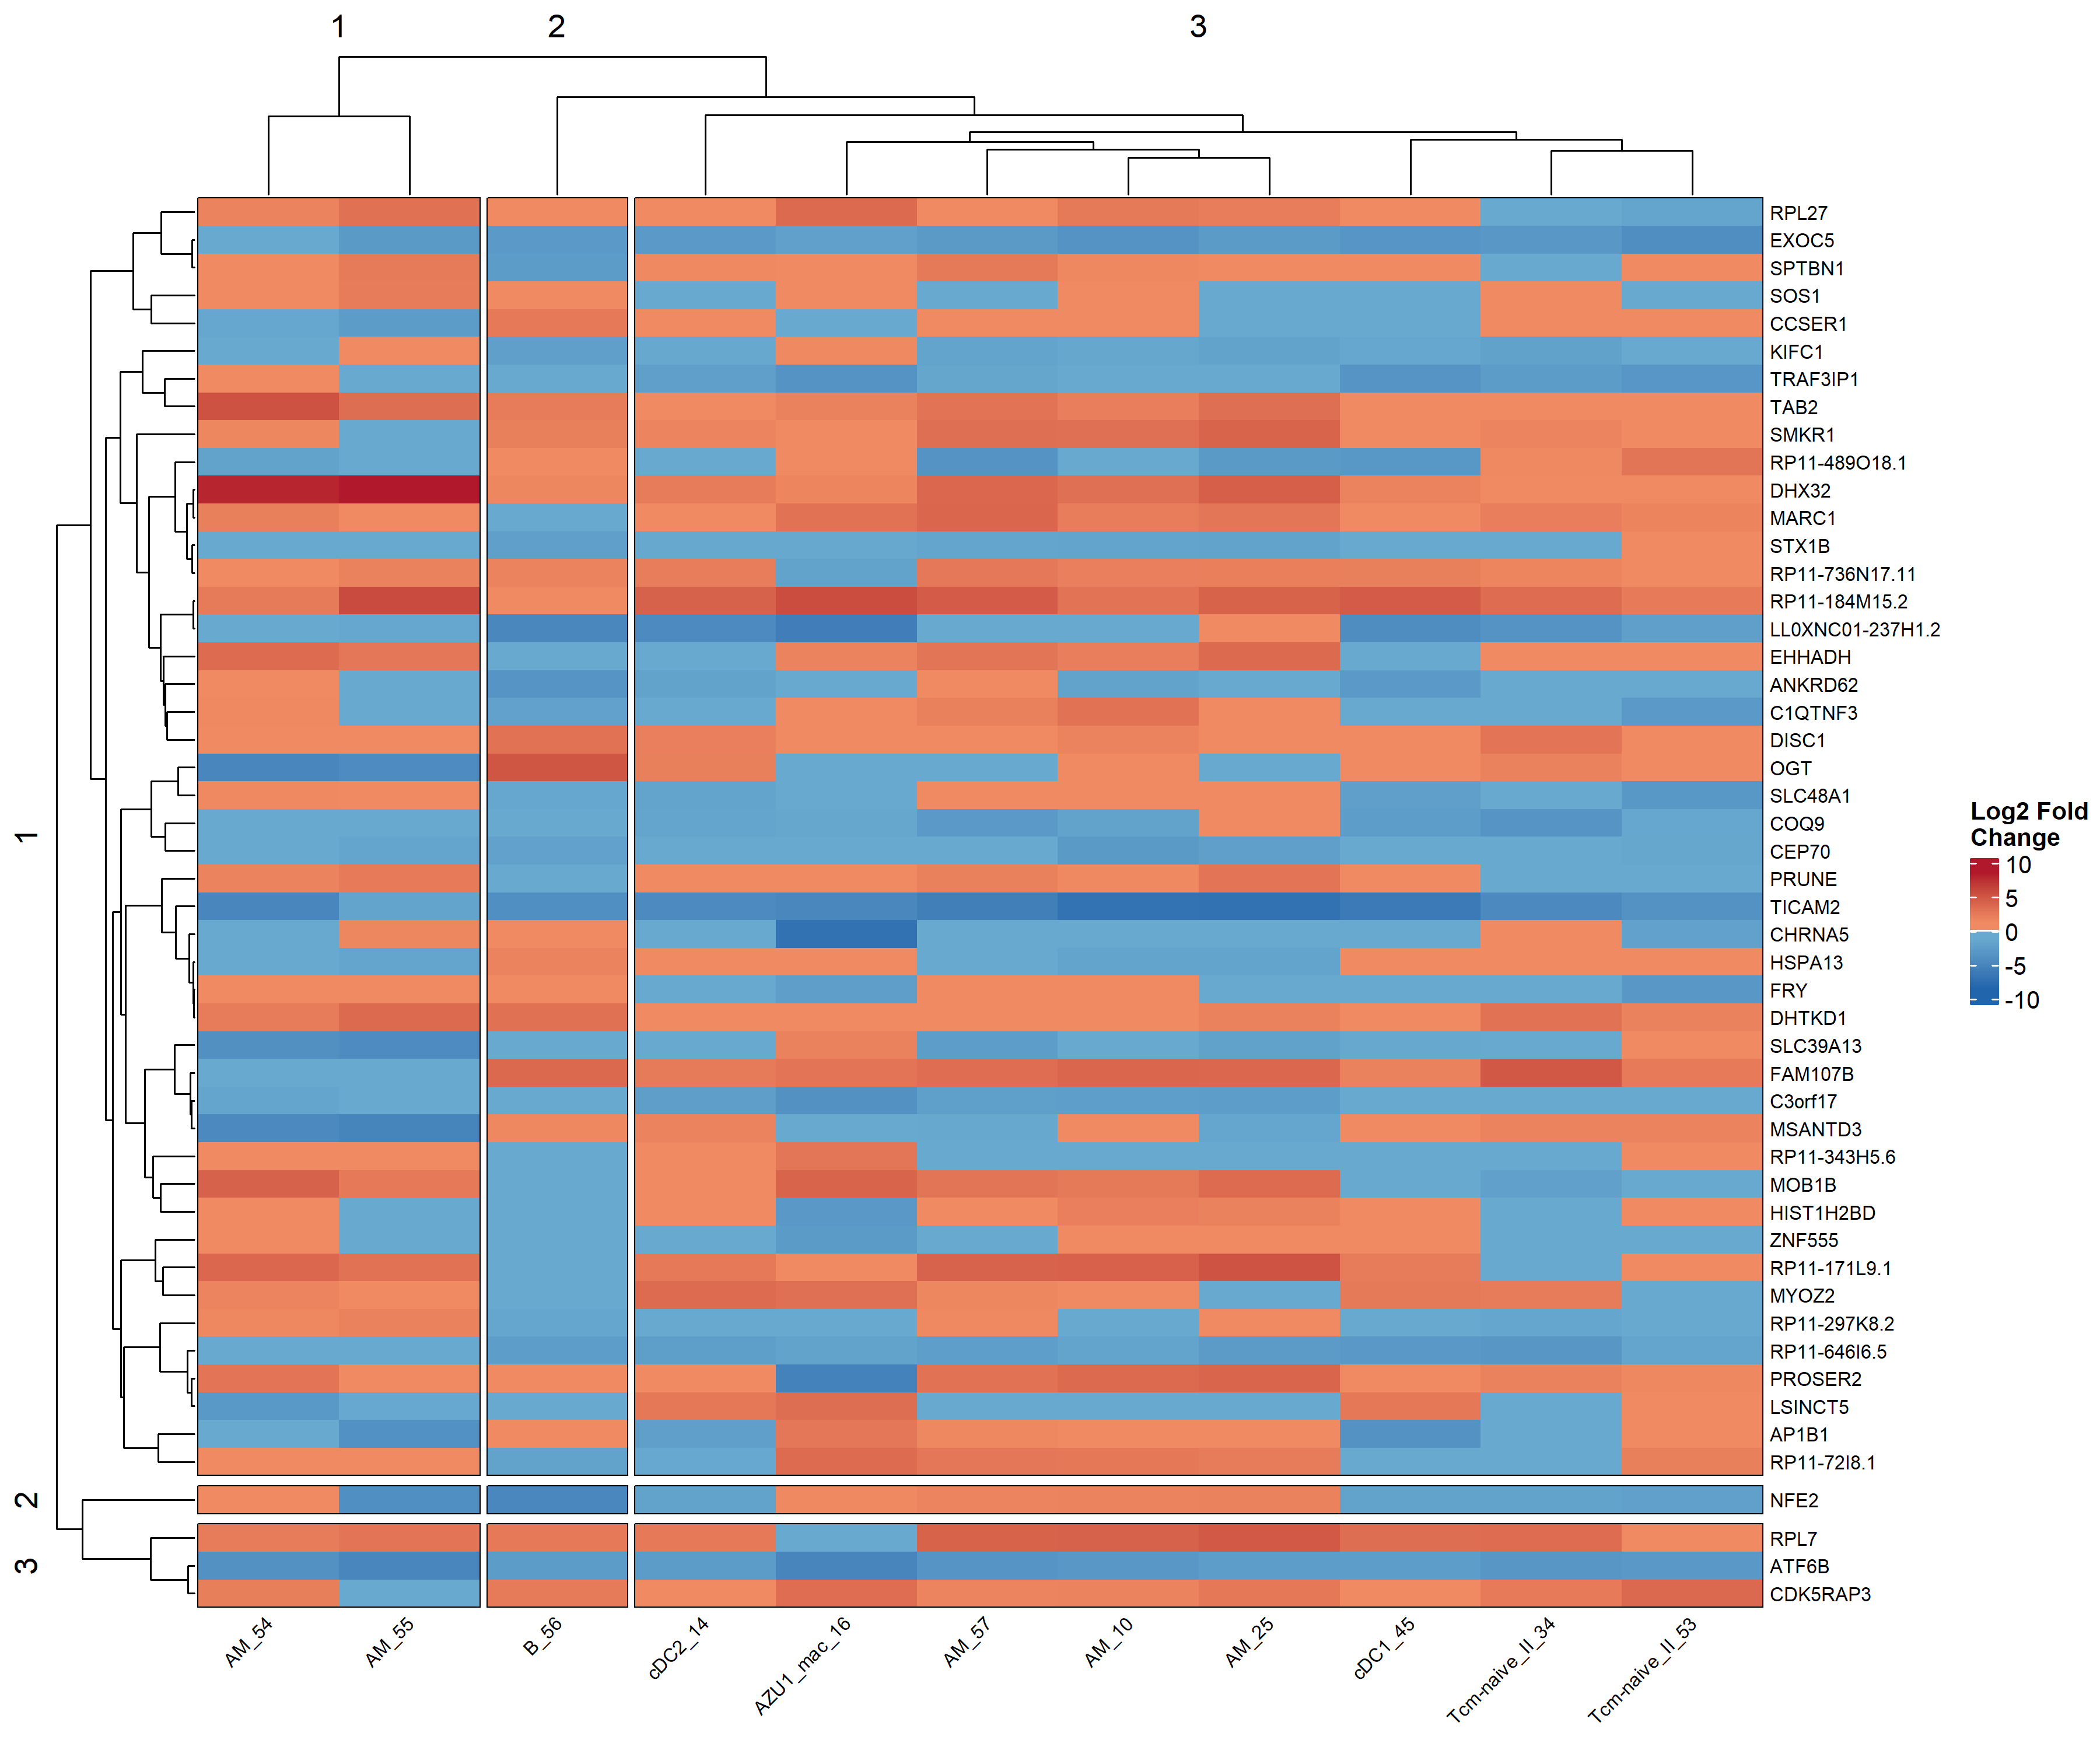 1
2
3
RPL27
EXOC5
SPTBN1
SOS1
CCSER1
KIFC1
TRAF3IP1
TAB2
SMKR1
RP11-489O18.1
DHX32
MARC1
STX1B
RP11-736N17.11
RP11-184M15.2
LL0XNC01-237H1.2
EHHADH
ANKRD62
C1QTNF3
DISC1
OGT
SLC48A1
COQ9
CEP70
PRUNE
TICAM2
CHRNA5
HSPA13
FRY
DHTKD1
SLC39A13
FAM107B
C3orf17
MSANTD3
RP11-343H5.6
MOB1B
HIST1H2BD
ZNF555
RP11-171L9.1
MYOZ2
RP11-297K8.2
RP11-646I6.5
PROSER2
LSINCT5
AP1B1
RP11-72I8.1
NFE2
RPL7
ATF6B
CDK5RAP3
1
2
3
AM_54
AM_55
B_56
cDC2_14
AZU1_mac_16
AM_57
AM_10
AM_25
cDC1_45
Tcm-naive_II_34
Tcm-naive_II_53
Log2 Fold
Change
10
5
0
-5
-10